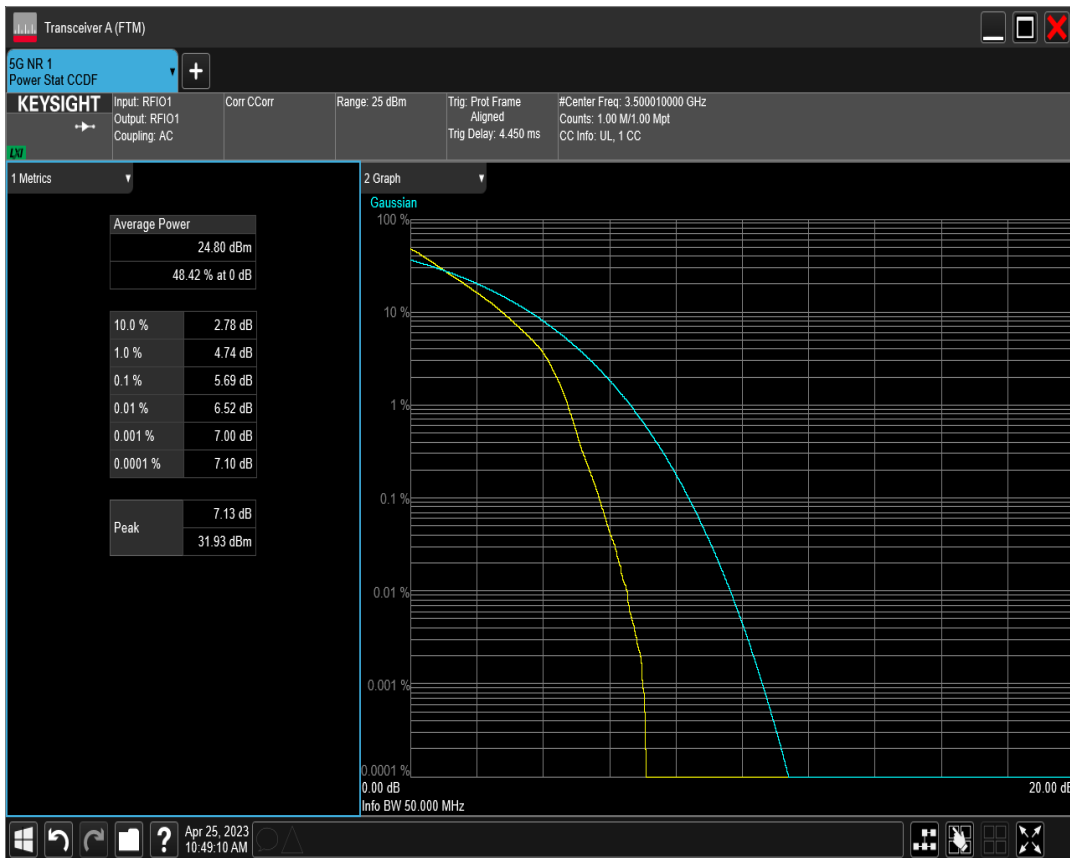 Transceiver A (FTM)
5G NR 1
Power Stat CCDF
KEYSIGHT
LXI
Input: RFIO1
Output: RFIO1
Coupling: AC
Corr CCorr
Range: 25 dBm
Trig: Prot Frame
Aligned
Trig Delay: 4.450 ms
#Center Freq: 3.500010000 GHz
Counts: 1.00 M/1.00 Mpt
CC Info: UL, 1 CC
1 Metrics
Average Power
24.80 dBm
48.42 % at 0 dB
10.0 % 2.78 dB
1.0 % 4.74 dB
0.1 % 5.69 dB
0.01 % 6.52 dB
0.001 % 7.00 dB
0.0001 % 7.10 dB
Peak
7.13 dB
31.93 dBm
2 Graph
Gaussian
100 %
10 %
1 %
0.1 %
0.01 %
0.001 %
0.0001 %
0.00 dB 20.00 dB
Info BW 50.000 MHz
Apr 25, 2023
10:49:10 AM